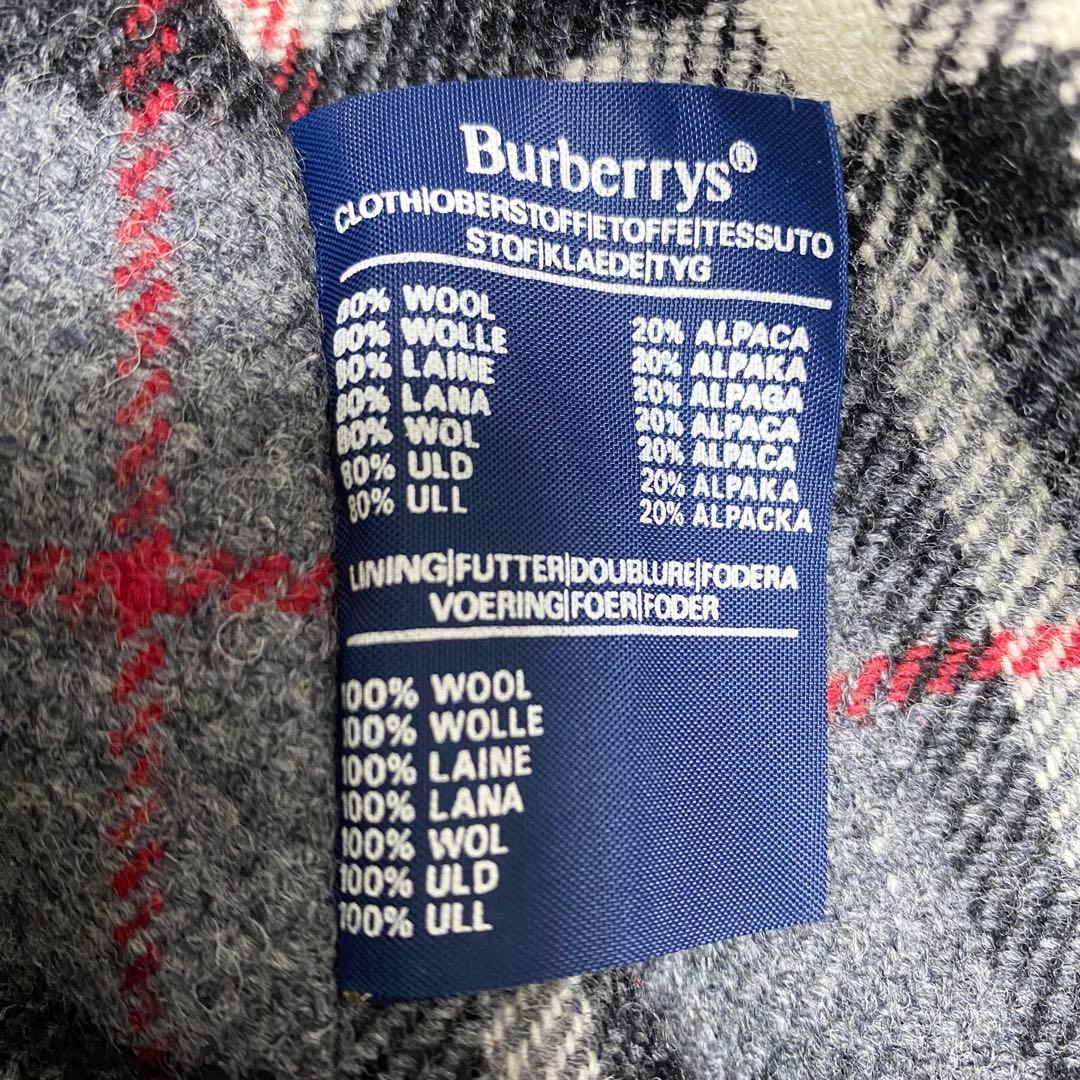 Burberrys®
CLOTH|OBERSTOFF|ETOFFE|TESSUTO
STOF|KLAEDE|TYG
80% WOOL 20% ALPACA
80% WOLLE 20% ALPAKA
80% LAINE 20% ALPAGA
80% LANA 20% ALPACA
80% WOL 20% ALPACA
80% ULD 20% ALPAKA
80% ULL 20% ALPACKA
LINING|FUTTER|DOUBLURE|FODERA
VOERING|FOER|FODER
100% WOOL
100% WOLLE
100% LAINE
100% LANA
100% WOL
100% ULD
100% ULL